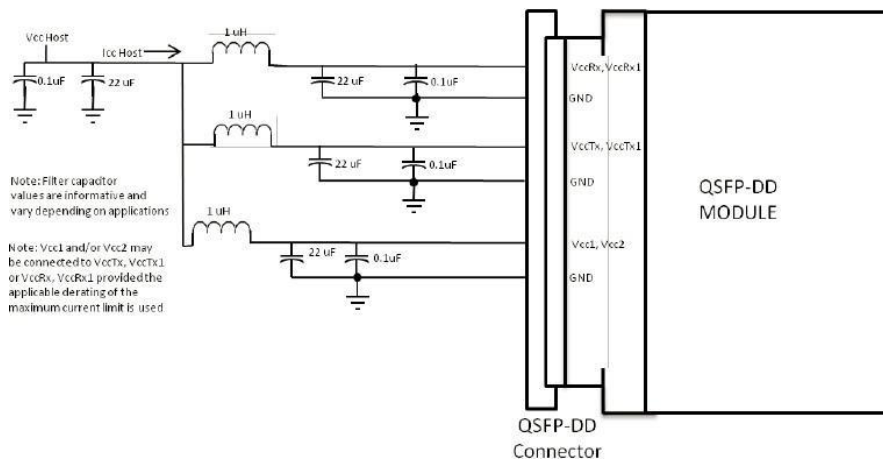 1 uH
Vcc Host
Icc Host
0.1uF
22 uF
22 uF
0.1uF
VccRx, VccRx1
GND
1 uH
VccTx, VccTx1
22 uF
0.1uF
GND
Note: Filter capacitor
values are informative and
vary depending on applications
1 uH
Note: Vcc1 and/or Vcc2 may
be connected to VccTx, VccTx1
or VccRx, VccRx1 provided the
applicable derating of the
maximum current limit is used
22 uF
0.1uF
Vcc1, Vcc2
GND
QSFP-DD
MODULE
QSFP-DD
Connector